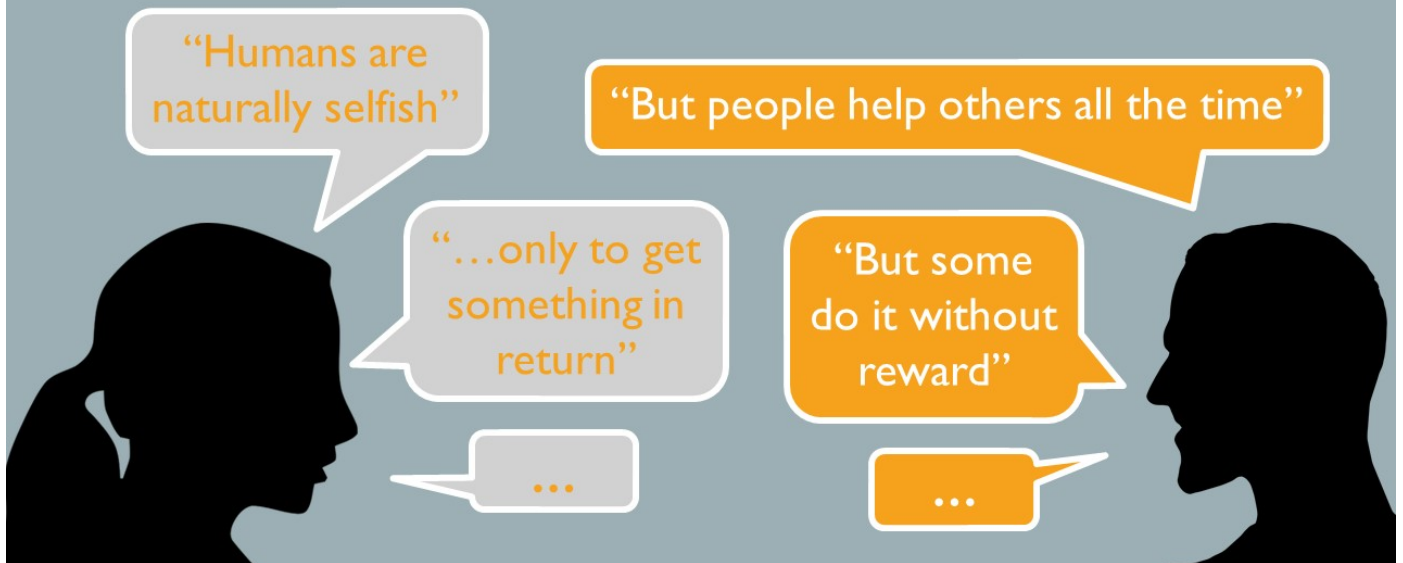 “Humans are
naturally selfish”
“But people help others all the time”
“…only to get
something in
return”
“But some
do it without
reward”
…
…